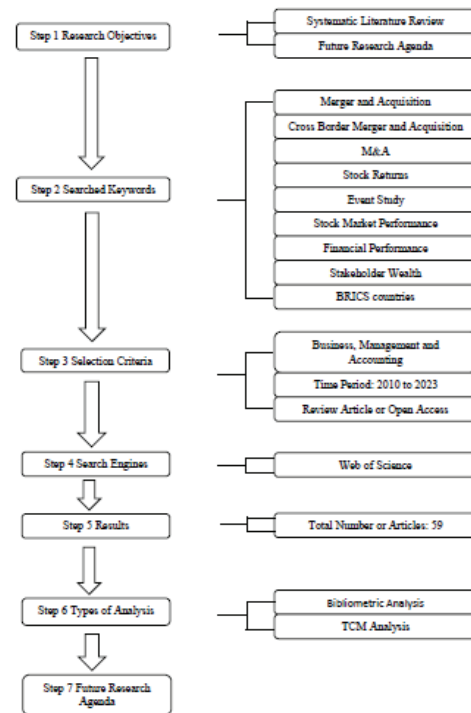 Step 1 Research Objectives
Systematic Literature Review
Future Research Agenda
Step 2 Searched Keywords
Merger and Acquisition
Cross Border Merger and Acquisition
M&A
Stock Returns
Event Study
Stock Market Performance
Financial Performance
Stakeholder Wealth
BRICS countries
Step 3 Selection Criteria
Business, Management and
Accounting
Time Period: 2010 to 2023
Review Article or Open Access
Step 4 Search Engines
Web of Science
Step 5 Results
Total Number or Articles: 59
Step 6 Types of Analysis
Bibliometric Analysis
TCM Analysis
Step 7 Future Research
Agenda